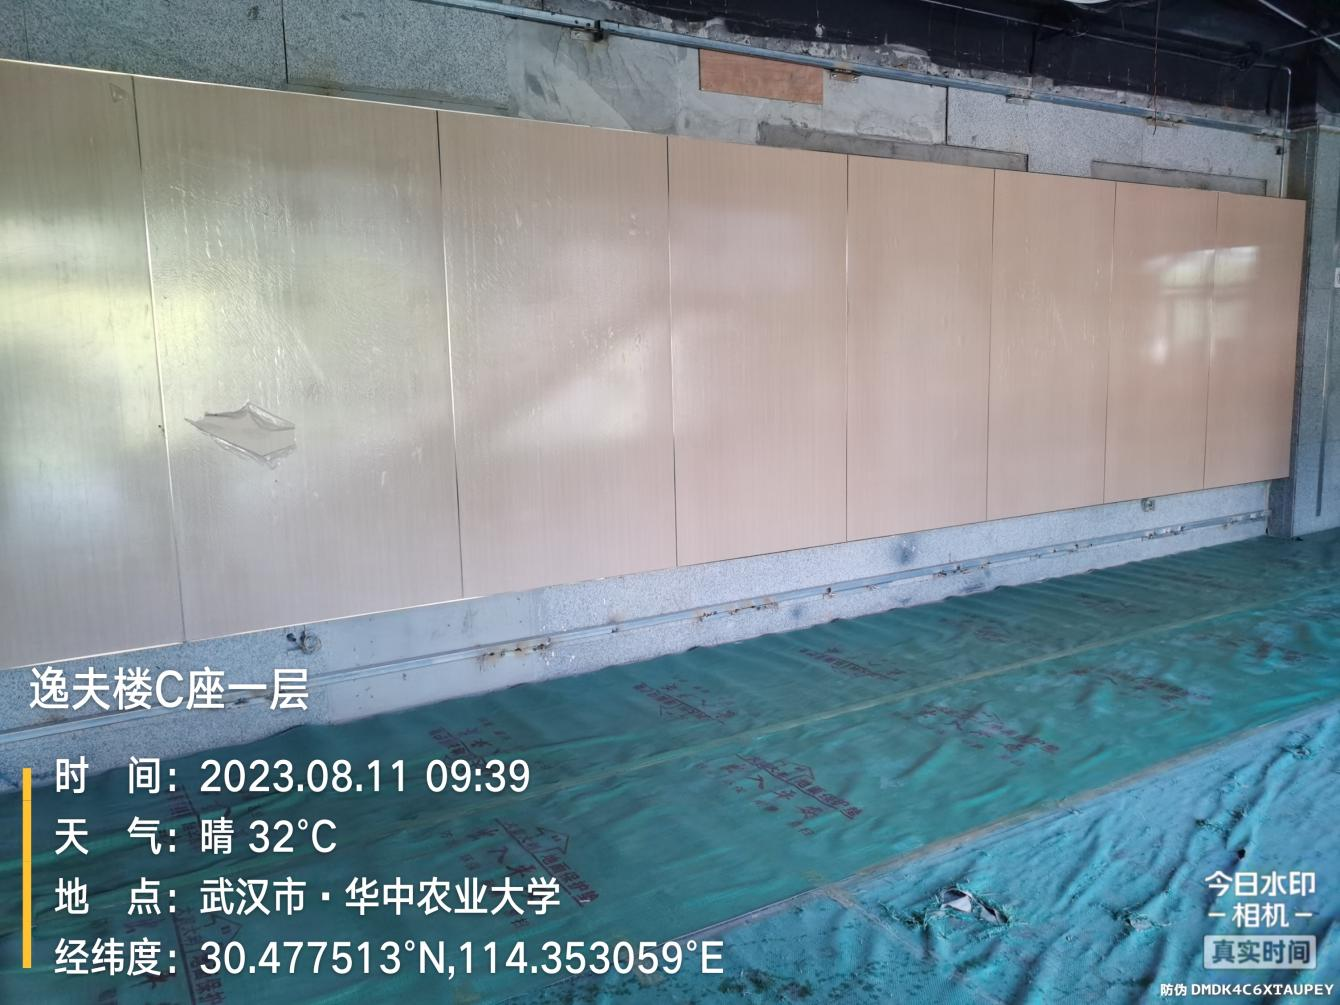 逸夫楼C座一层
时 间：2023.08.11 09:39
天 气：晴 32°C
地 点：武汉市·华中农业大学
经纬度：30.477513°N,114.353059°E
今日水印
-相机-
真实时间
防伪 DMDK4C6XTAUPEY